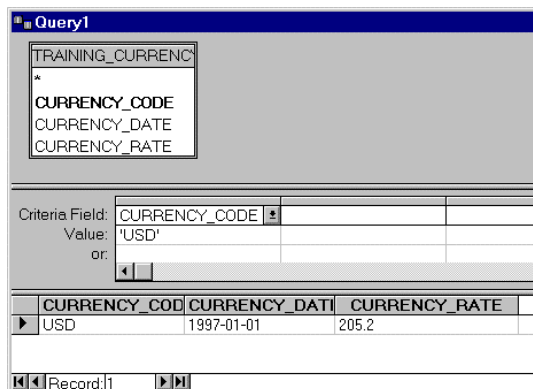 Query1
TRAINING_CURRENCY
*
CURRENCY_CODE
CURRENCY_DATE
CURRENCY_RATE
Criteria Field: CURRENCY_CODE
Value: 'USD'
or:
CURRENCY_COD CURRENCY_DATI CURRENCY_RATE
USD 1997-01-01 205.2
Record: 1